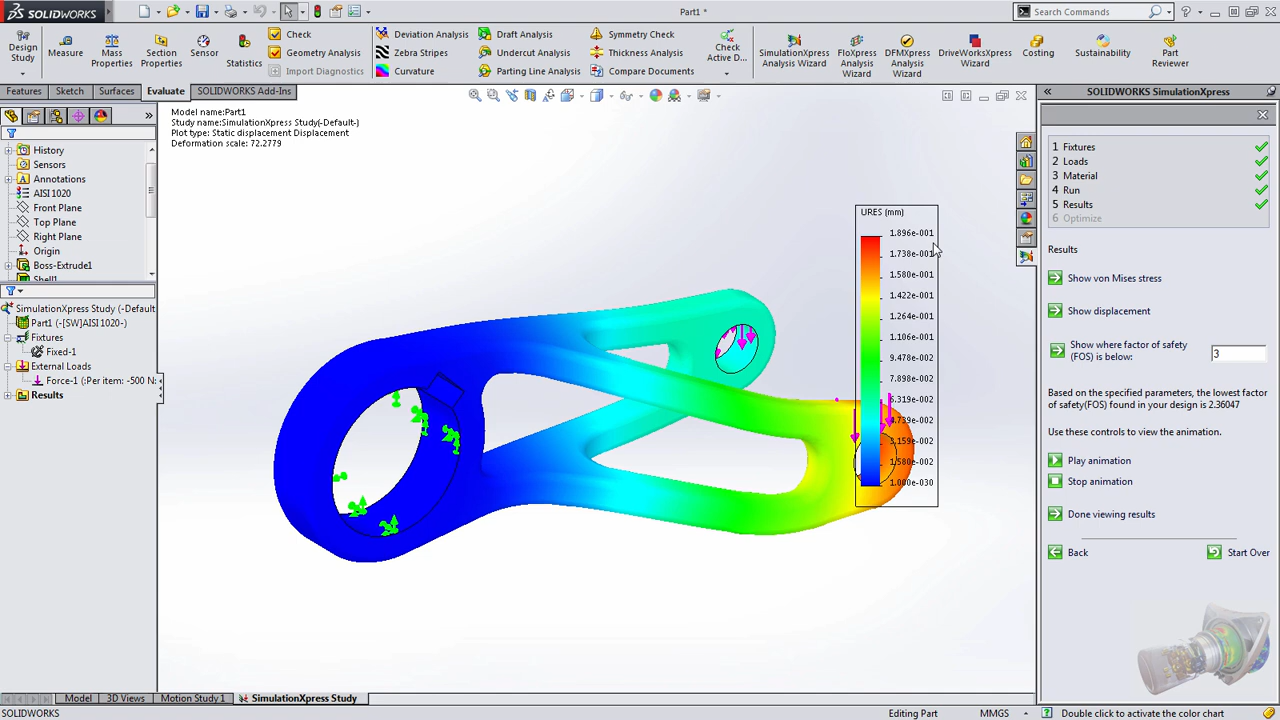 SOLIDWORKS
Part1 *
Search Commands
Design Study
Measure
Mass Properties
Section Properties
Sensor
Statistics
Check
Geometry Analysis
Import Diagnostics
Deviation Analysis
Zebra Stripes
Curvature
Draft Analysis
Undercut Analysis
Parting Line Analysis
Symmetry Check
Thickness Analysis
Compare Documents
Check Active D...
SimulationXpress Analysis Wizard
FloXpress Analysis Wizard
DFMXpress Analysis Wizard
DriveWorksXpress Wizard
Costing
Sustainability
Part Reviewer
Features
Sketch
Surfaces
Evaluate
SOLIDWORKS Add-Ins
History
Sensors
Annotations
AISI 1020
Front Plane
Top Plane
Right Plane
Origin
Boss-Extrude1
Shell1
SimulationXpress Study (-Default
Part1 (-[SW]AISI 1020-)
Fixtures
Fixed-1
External Loads
Force-1 (:Per item: -500 N:
Results
Model name:Part1
Study name:SimulationXpress Study(-Default-)
Plot type: Static displacement Displacement
Deformation scale: 72.2779
URES (mm)
1.896e-001
1.738e-001
1.580e-001
1.422e-001
1.264e-001
1.106e-001
9.478e-002
7.898e-002
6.319e-002
4.739e-002
3.159e-002
1.580e-002
1.000e-030
SOLIDWORKS SimulationXpress
1 Fixtures
2 Loads
3 Material
4 Run
5 Results
6 Optimize
Results
Show von Mises stress
Show displacement
Show where factor of safety
(FOS) is below:
3
Based on the specified parameters, the lowest factor
of safety(FOS) found in your design is 2.36047
Use these controls to view the animation.
Play animation
Stop animation
Done viewing results
Back
Start Over
Model
3D Views
Motion Study 1
SimulationXpress Study
SOLIDWORKS
Editing Part
MMGS
Double click to activate the color chart